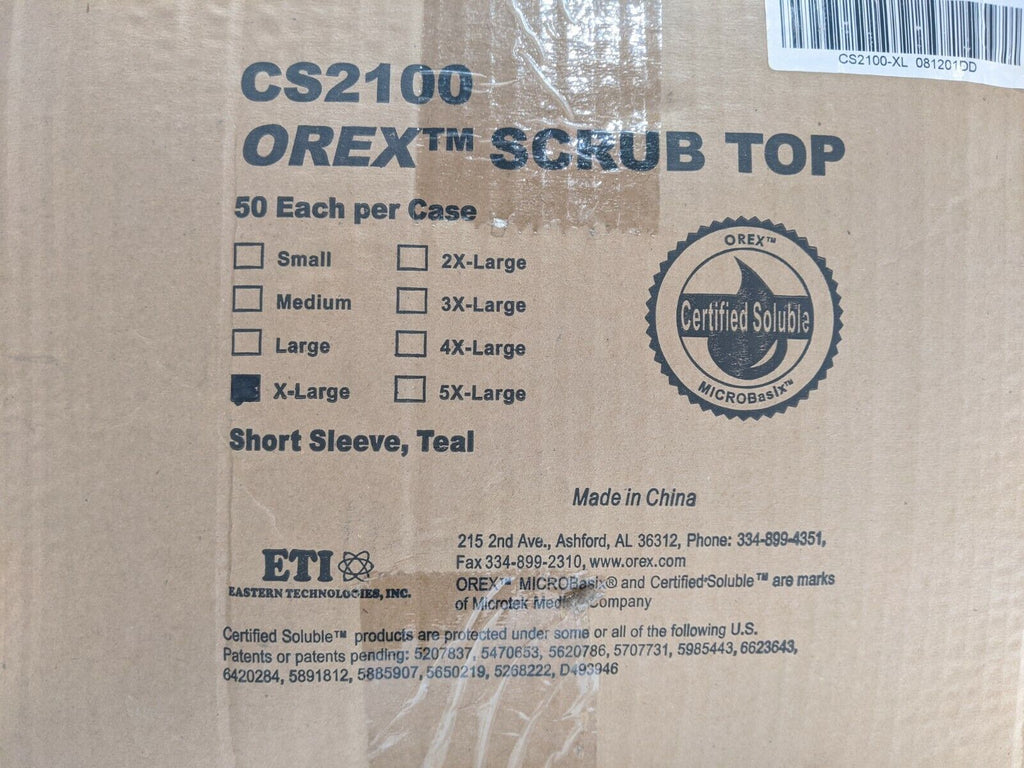 CS2100-XL 081201DD
CS2100
OREX™ SCRUB TOP
50 Each per Case
Small
Medium
Large
X-Large
2X-Large
3X-Large
4X-Large
5X-Large
Short Sleeve, Teal
OREX™
Certified Soluble
MICROBasix™
Made in China
ETI
EASTERN TECHNOLOGIES, INC.
215 2nd Ave., Ashford, AL 36312, Phone: 334-899-4351,
Fax 334-899-2310, www.orex.com
OREX™ MICROBasix® and Certified Soluble™ are marks
of Microtek Company
Certified Soluble™ products are protected under some or all of the following U.S.
Patents or patents pending: 5207837, 5470653, 5620786, 5707731, 5985443, 6623643,
6420284, 5891812, 5885907, 5650219, 5268222, D493946